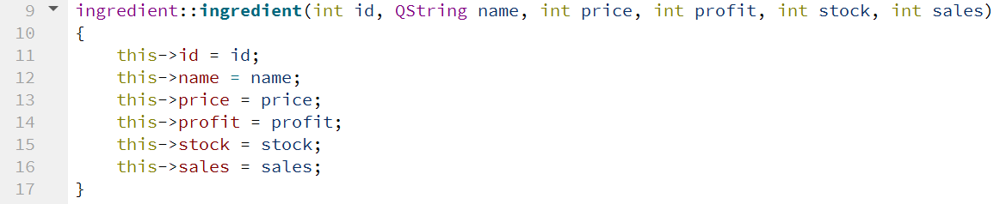 9 ingredient::ingredient(int id, QString name, int price, int profit, int stock, int sales)
10 {
11     this->id = id;
12     this->name = name;
13     this->price = price;
14     this->profit = profit;
15     this->stock = stock;
16     this->sales = sales;
17 }